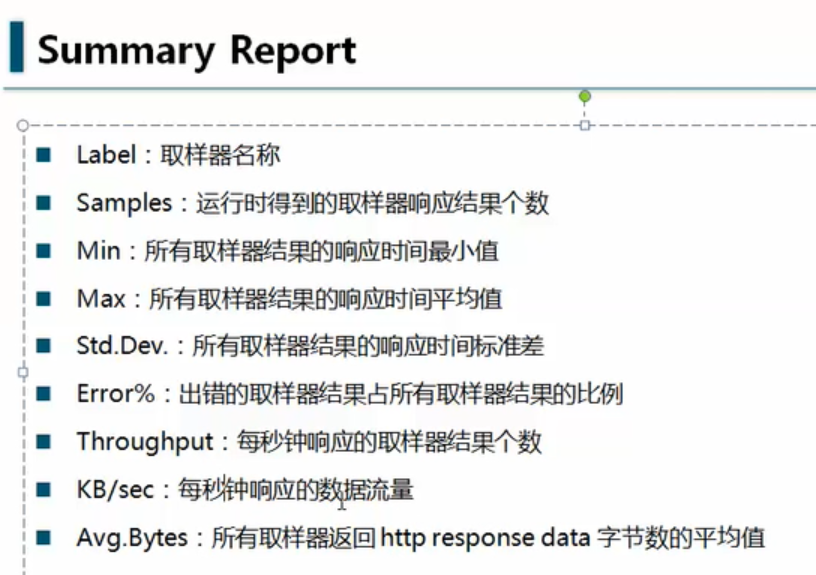 Summary Report
Label：取样器名称
Samples：运行时得到的取样器响应结果个数
Min：所有取样器结果的响应时间最小值
Max：所有取样器结果的响应时间平均值
Std.Dev.：所有取样器结果的响应时间标准差
Error%：出错的取样器结果占所有取样器结果的比例
Throughput：每秒钟响应的取样器结果个数
KB/sec：每秒钟响应的数据流量
Avg.Bytes：所有取样器返回http response data 字节数的平均值